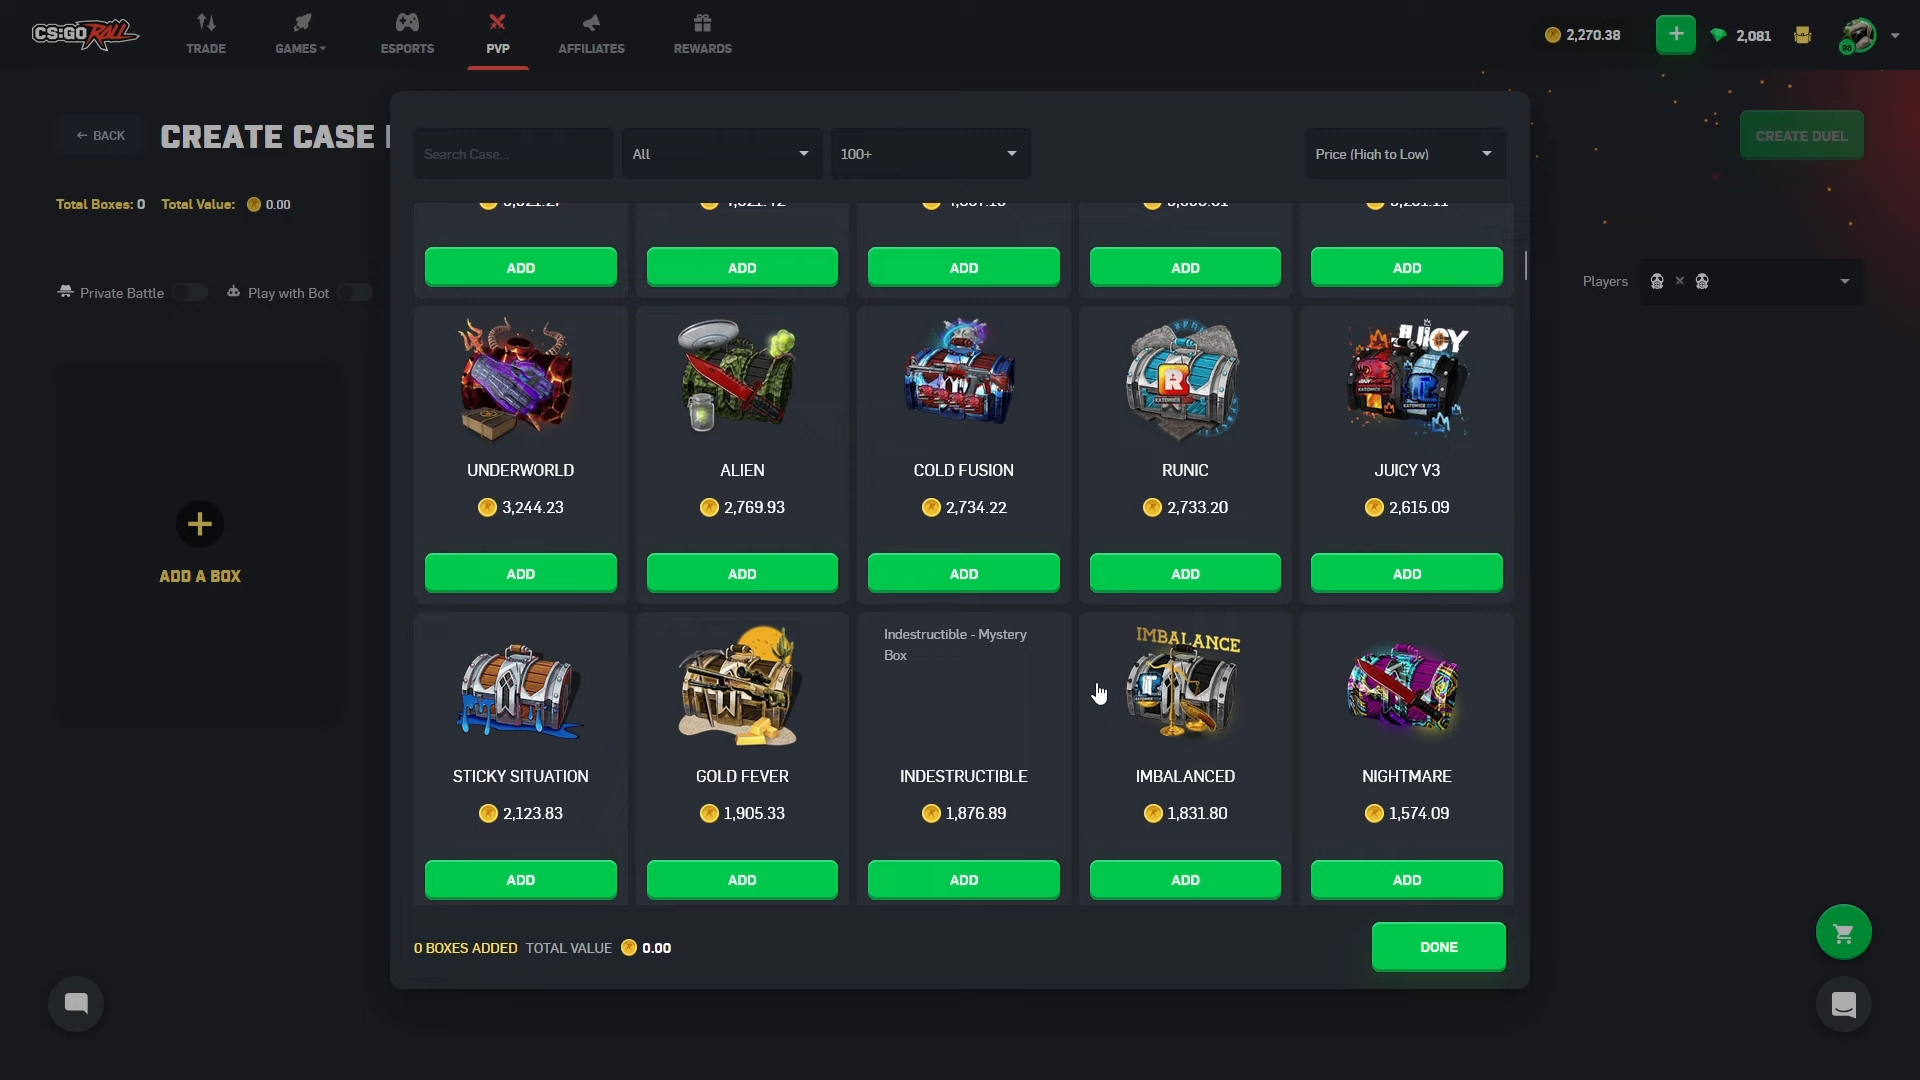 CS:GO ROLL
TRADE
GAMES
ESPORTS
PVP
AFFILIATES
REWARDS
2,270.38
+
2,081
98
← BACK
CREATE CASE
CREATE DUEL
Search Case...
All
100+
Price (High to Low)
Total Boxes: 0 Total Value: 0.00
Private Battle
Play with Bot
Players
ADD
ADD
ADD
ADD
ADD
JUICY
UNDERWORLD
ALIEN
COLD FUSION
RUNIC
JUICY V3
3,244.23
2,769.93
2,734.22
2,733.20
2,615.09
ADD
ADD
ADD
ADD
ADD
ADD A BOX
Indestructible - Mystery
Box
IMBALANCE
STICKY SITUATION
GOLD FEVER
INDESTRUCTIBLE
IMBALANCED
NIGHTMARE
2,123.83
1,905.33
1,876.89
1,831.80
1,574.09
ADD
ADD
ADD
ADD
ADD
0 BOXES ADDED TOTAL VALUE 0.00
DONE